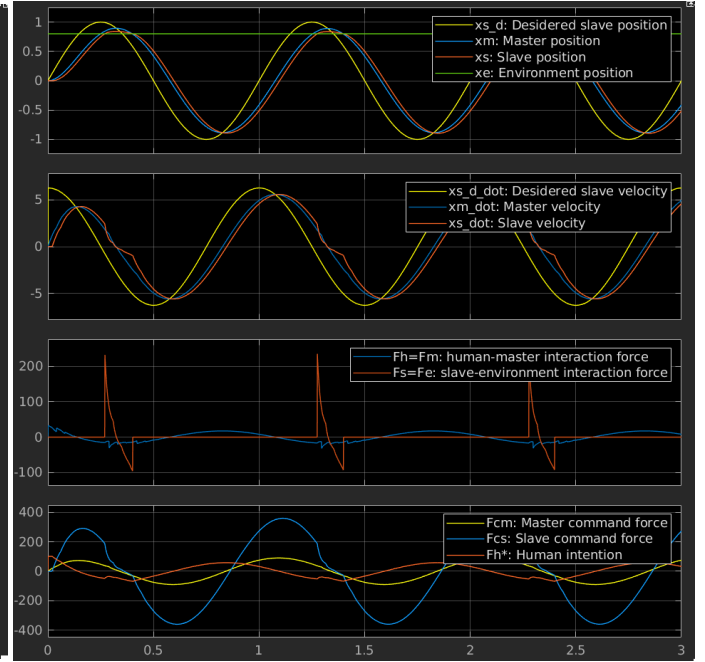 1
xs_d: Desidered slave position
xm: Master position
0.5
xs: Slave position
xe: Environment position
0
-0.5
-1
xs_d_dot: Desidered slave velocity
5
xm_dot: Master velocity
xs_dot: Slave velocity
0
-5
Fh=Fm: human-master interaction force
200
Fs=Fe: slave-environment interaction force
100
0
-100
400
Fcm: Master command force
200
Fcs: Slave command force
Fh*: Human intention
0
-200
-400
0 0.5 1 1.5 2 2.5 3